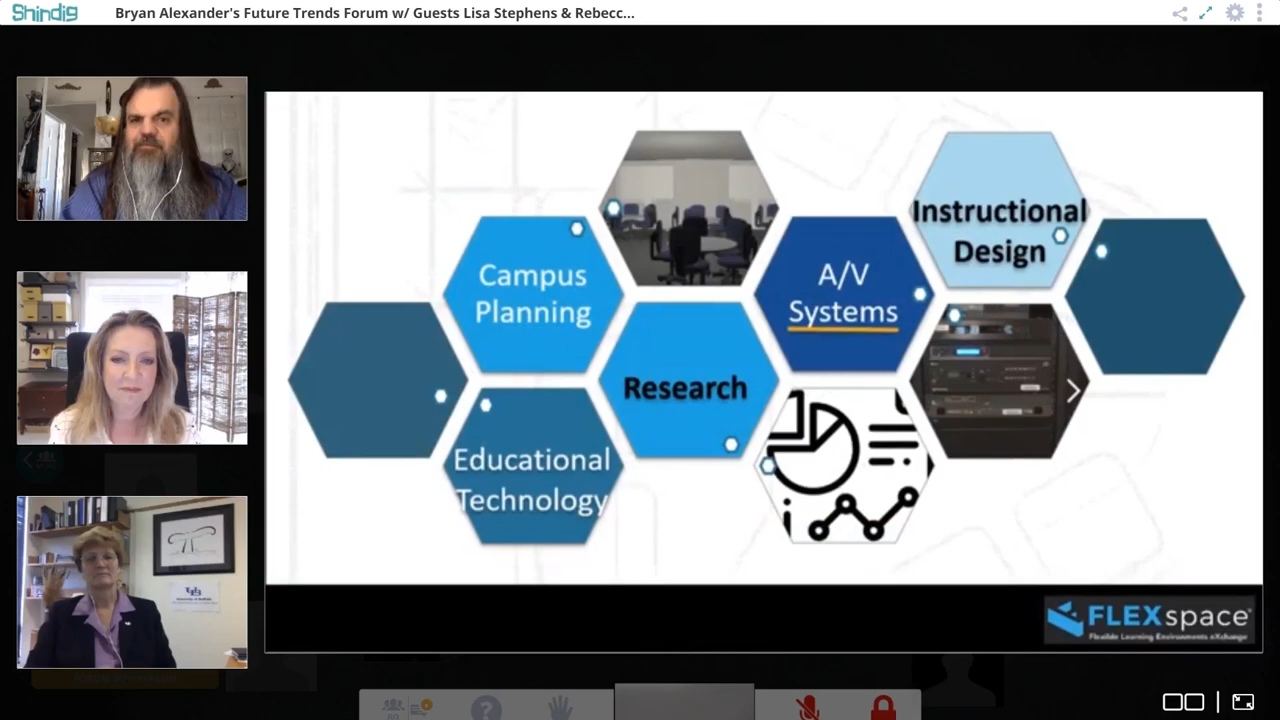 Shindig
Bryan Alexander's Future Trends Forum w/ Guests Lisa Stephens & Rebecc...
Instructional
Design
Campus
Planning
A/V
Systems
Research
Educational
Technology
FLEXspace
Flexible Learning Environments eXchange